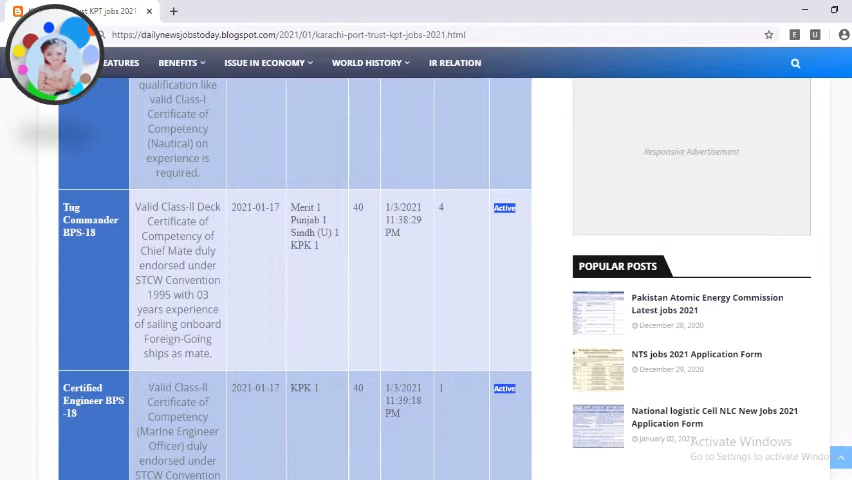 Trust KPT jobs 2021
https://dailynewsjobstoday.blogspot.com/2021/01/karachi-port-trust-kpt-jobs-2021.html
E
U
EATURES
BENEFITS
ISSUE IN ECONOMY
WORLD HISTORY
IR RELATION
qualification like
valid Class-I
Certificate of
Competency
(Nautical) on
experience is
required.
Tug
Commander
BPS-18
Valid Class-II Deck
Certificate of
Competency of
Chief Mate duly
endorsed under
STCW Convention
1995 with 03
years experience
of sailing onboard
Foreign-Going
ships as mate.
2021-01-17
Merit 1
Punjab 1
Sindh (U) 1
KPK 1
40
1/3/2021
11:38:29
PM
4
Active
Certified
Engineer BPS
-18
Valid Class-II
Certificate of
Competency
(Marine Engineer
Officer) duly
endorsed under
STCW Convention
2021-01-17
KPK 1
40
1/3/2021
11:39:18
PM
1
Active
Responsive Advertisement
POPULAR POSTS
Pakistan Atomic Energy Commission
Latest jobs 2021
December 28, 2020
NTS jobs 2021 Application Form
December 29, 2020
National logistic Cell NLC New Jobs 2021
Application Form
January 02, 2021
Activate Windows
Go to Settings to activate Windo